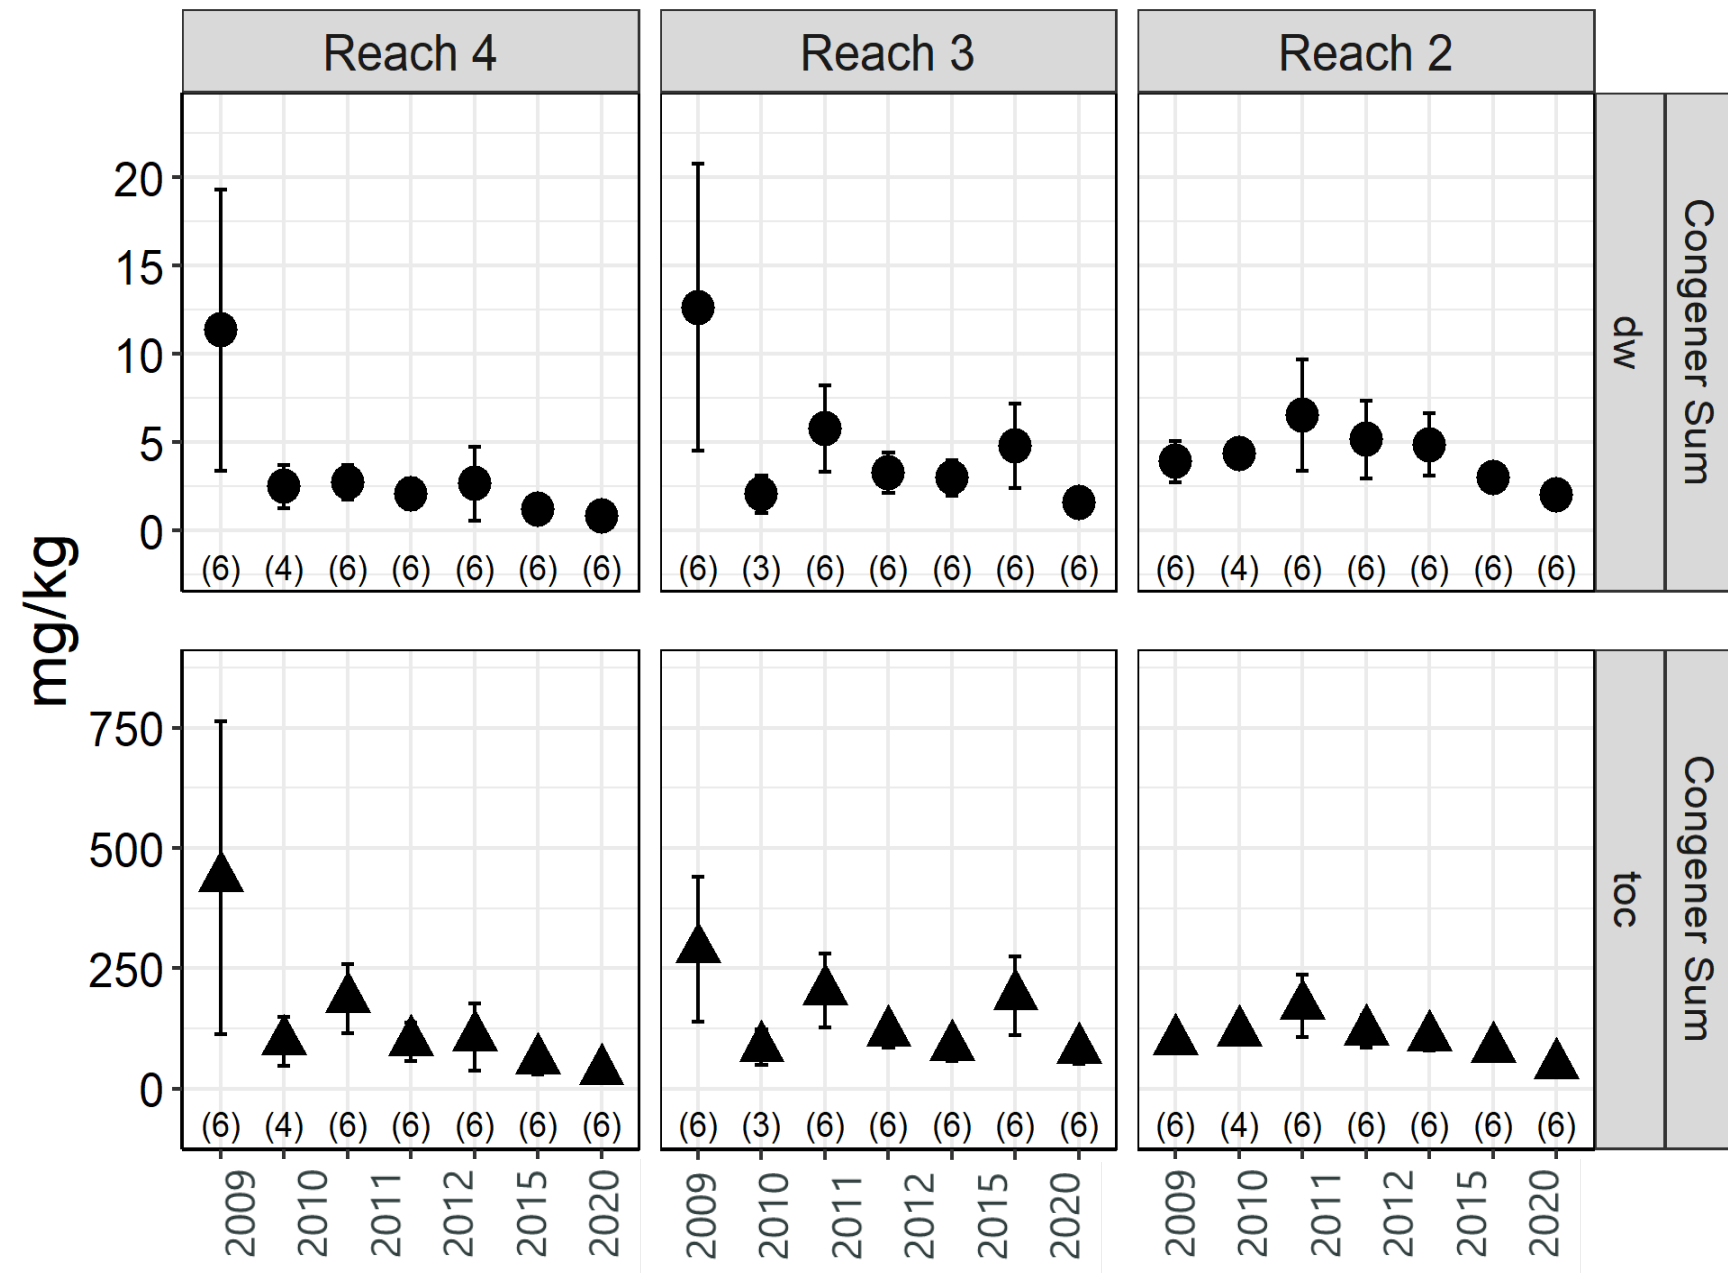 Reach 4
Reach 3
Reach 2
20
15
10
5
0
(6) (4) (6) (6) (6) (6) (6)
(6) (3) (6) (6) (6) (6) (6)
(6) (4) (6) (6) (6) (6) (6)
dw
Congener Sum
mg/kg
750
500
250
0
(6) (4) (6) (6) (6) (6) (6)
(6) (3) (6) (6) (6) (6) (6)
(6) (4) (6) (6) (6) (6) (6)
toc
Congener Sum
2009 2010 2011 2012 2015 2020
2009 2010 2011 2012 2015 2020
2009 2010 2011 2012 2015 2020